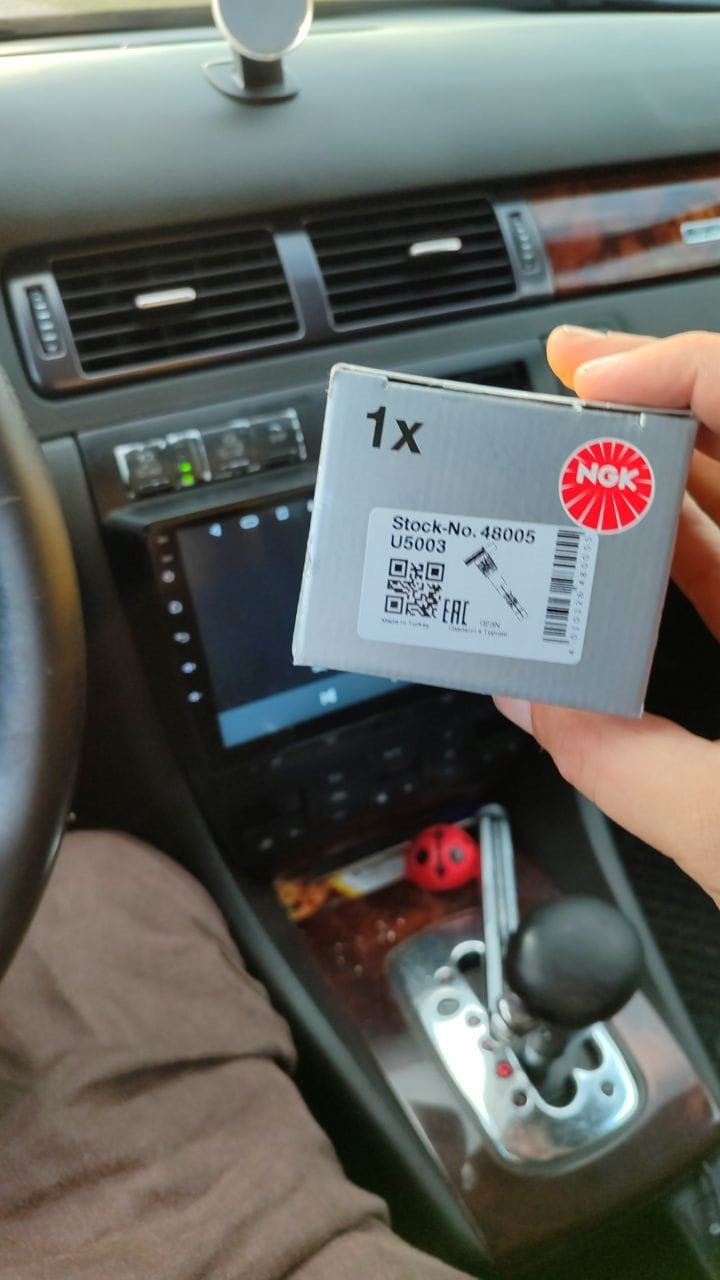 1x
NGK
Stock-No. 48005
U5003
EAC
Made in Turkey